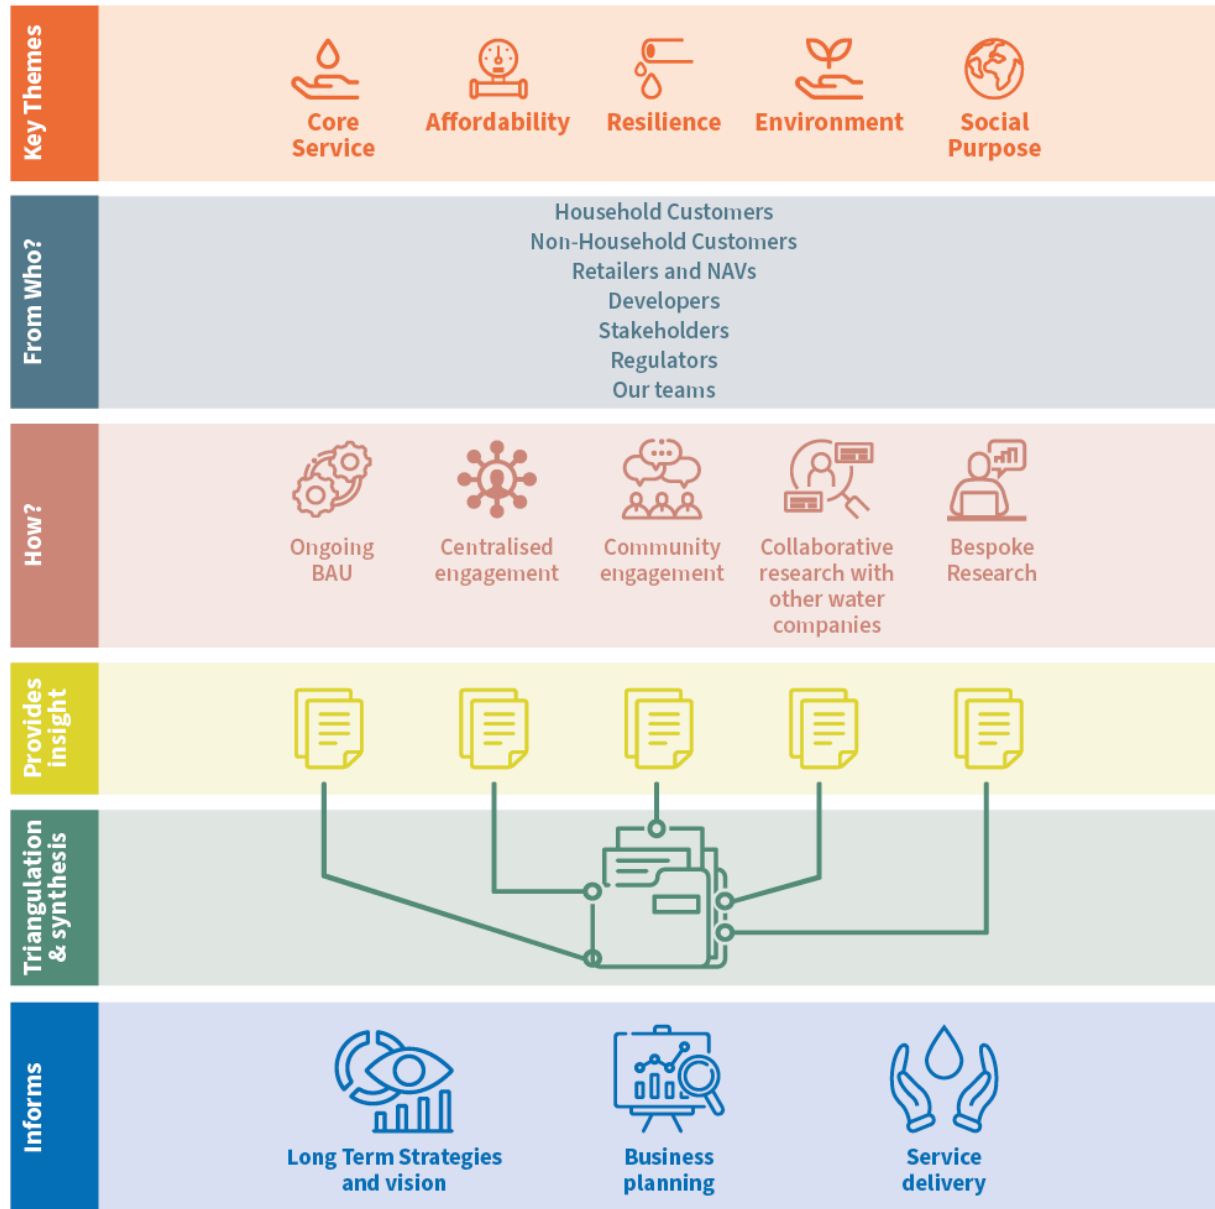 Key Themes
Core
Service
Affordability
Resilience
Environment
Social
Purpose
From Who?
Household Customers
Non-Household Customers
Retailers and NAVs
Developers
Stakeholders
Regulators
Our teams
How?
Ongoing
BAU
Centralised
engagement
Community
engagement
Collaborative
research with
other water
companies
Bespoke
Research
Provides
insight
Triangulation
& synthesis
Informs
Long Term Strategies
and vision
Business
planning
Service
delivery